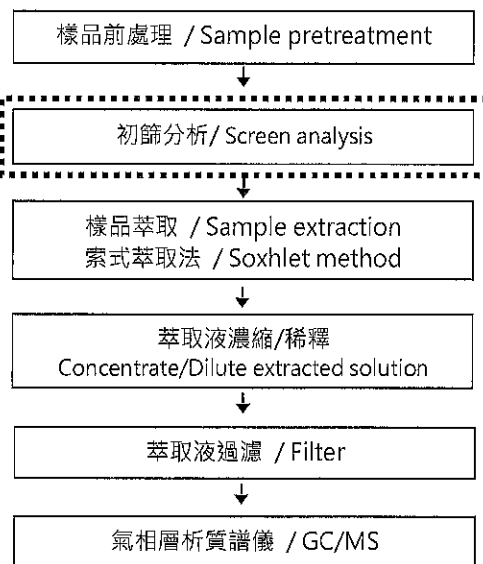 樣品前處理 / Sample pretreatment
初篩分析/ Screen analysis
樣品萃取 / Sample extraction
索式萃取法 / Soxhlet method
萃取液濃縮/稀釋
Concentrate/Dilute extracted solution
萃取液過濾 / Filter
氣相層析質譜儀 / GC/MS